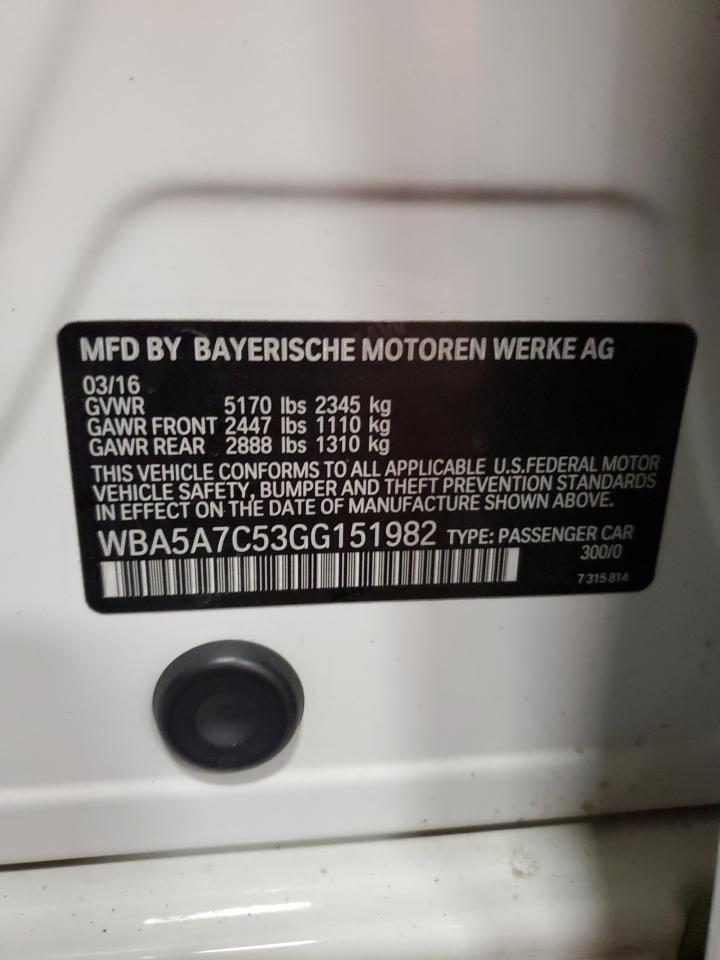 MFD BY BAYERISCHE MOTOREN WERKE AG
03/16
GVWR 5170 lbs 2345 kg
GAWR FRONT 2447 lbs 1110 kg
GAWR REAR 2888 lbs 1310 kg
THIS VEHICLE CONFORMS TO ALL APPLICABLE U.S.FEDERAL MOTOR
VEHICLE SAFETY, BUMPER AND THEFT PREVENTION STANDARDS
IN EFFECT ON THE DATE OF MANUFACTURE SHOWN ABOVE.
WBA5A7C53GG151982 TYPE: PASSENGER CAR
300/0
7 315 814